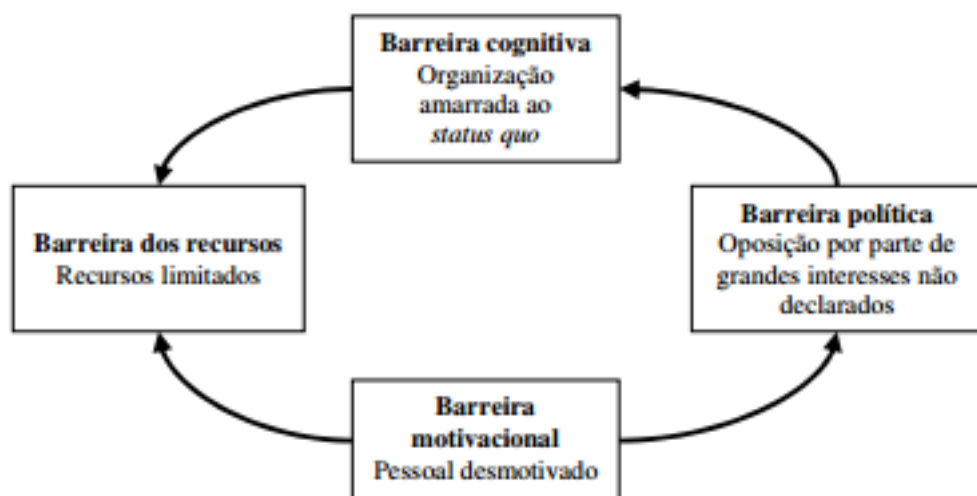 Barreira cognitiva
Organização
amarrada ao
status quo
Barreira dos recursos
Recursos limitados
Barreira política
Oposição por parte de
grandes interesses não
declarados
Barreira
motivacional
Pessoal desmotivado